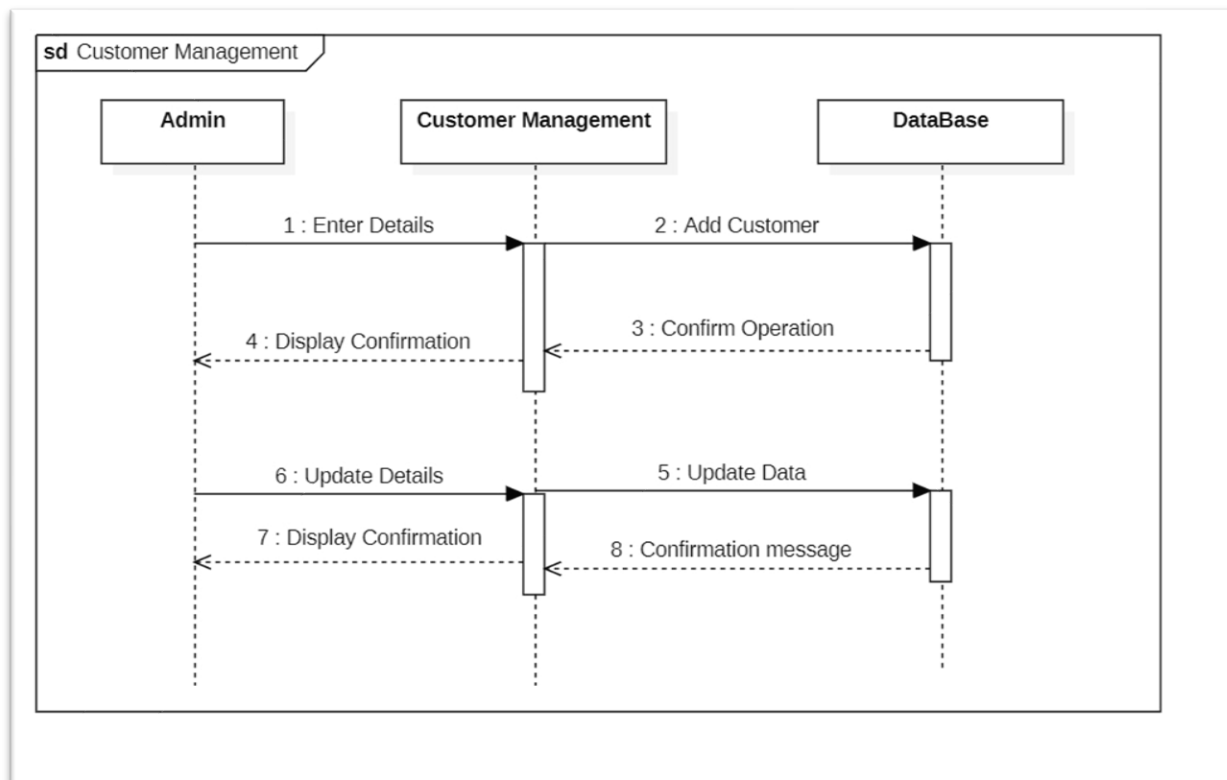 sd Customer Management
Admin
Customer Management
DataBase
1 : Enter Details
2 : Add Customer
3 : Confirm Operation
4 : Display Confirmation
6 : Update Details
5 : Update Data
7 : Display Confirmation
8 : Confirmation message